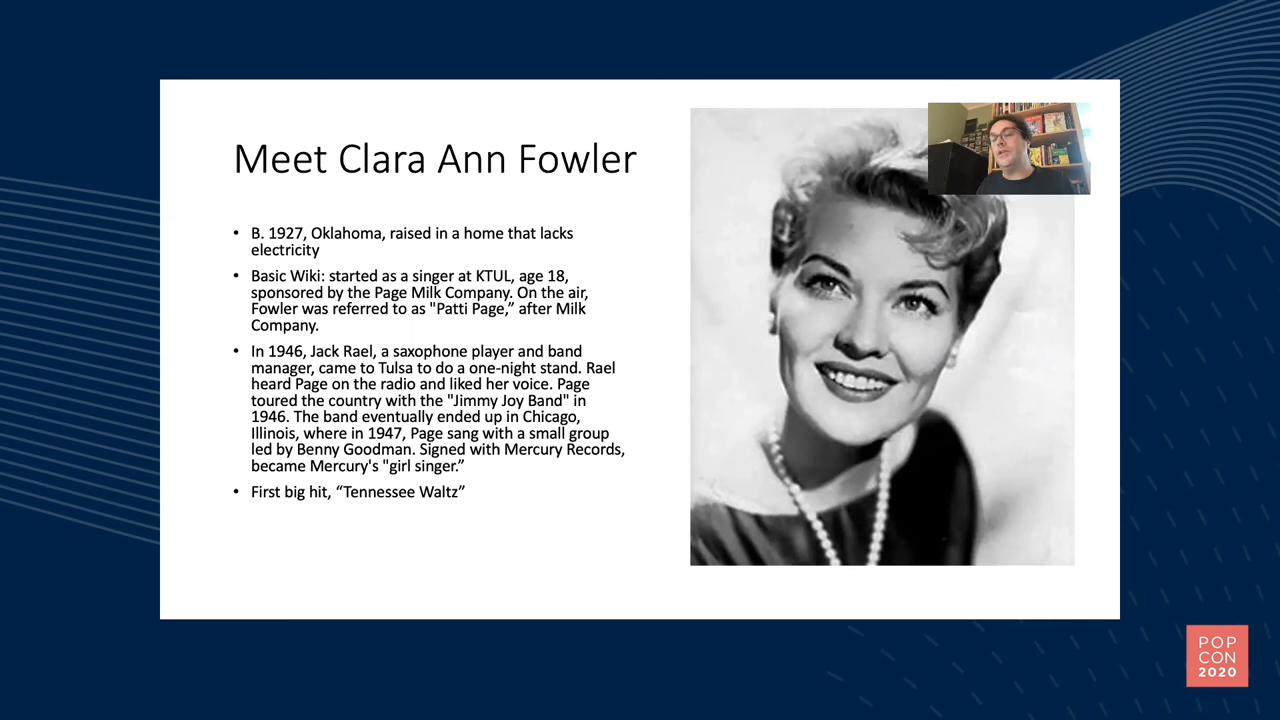 Meet Clara Ann Fowler
• B. 1927, Oklahoma, raised in a home that lacks
electricity
• Basic Wiki: started as a singer at KTUL, age 18,
sponsored by the Page Milk Company. On the air,
Fowler was referred to as "Patti Page,” after Milk
Company.
• In 1946, Jack Rael, a saxophone player and band
manager, came to Tulsa to do a one-night stand. Rael
heard Page on the radio and liked her voice. Page
toured the country with the "Jimmy Joy Band" in
1946. The band eventually ended up in Chicago,
Illinois, where in 1947, Page sang with a small group
led by Benny Goodman. Signed with Mercury Records,
became Mercury's "girl singer.”
• First big hit, “Tennessee Waltz”
POP
CON
2020